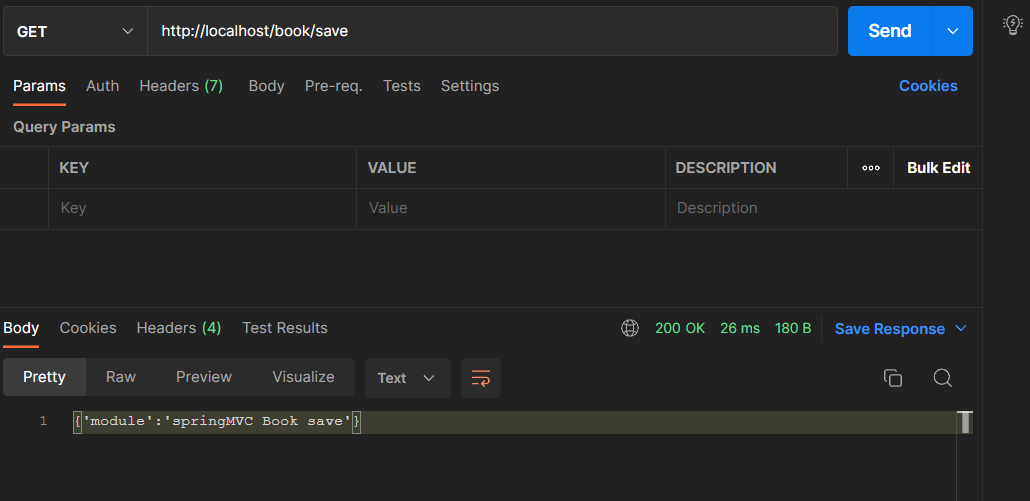 GET http://localhost/book/save Send
Params Auth Headers (7) Body Pre-req. Tests Settings Cookies
Query Params
KEY VALUE DESCRIPTION ooo Bulk Edit
Key Value Description
Body Cookies Headers (4) Test Results 200 OK 26 ms 180 B Save Response
Pretty Raw Preview Visualize Text
1 {'module':'springMVC Book save'}